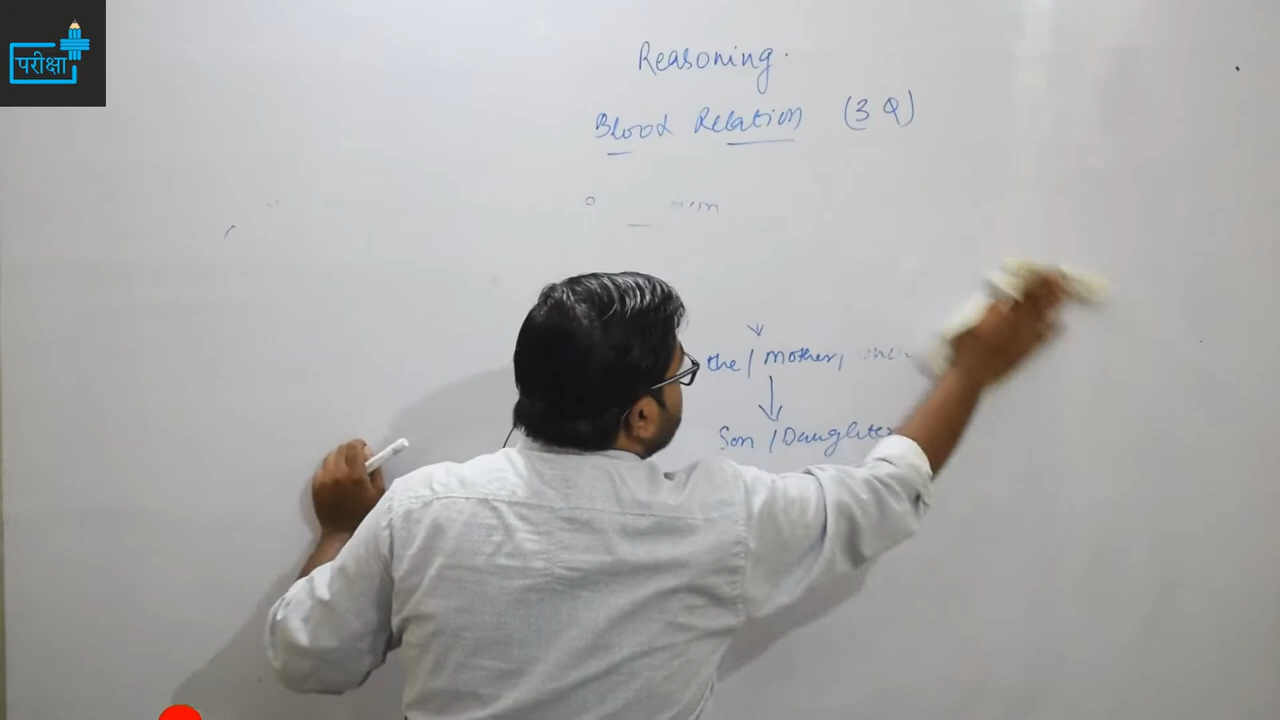 परीक्षा
Reasoning.
Blood Relation (3 Q)
the / Mother,
Son / Daughter